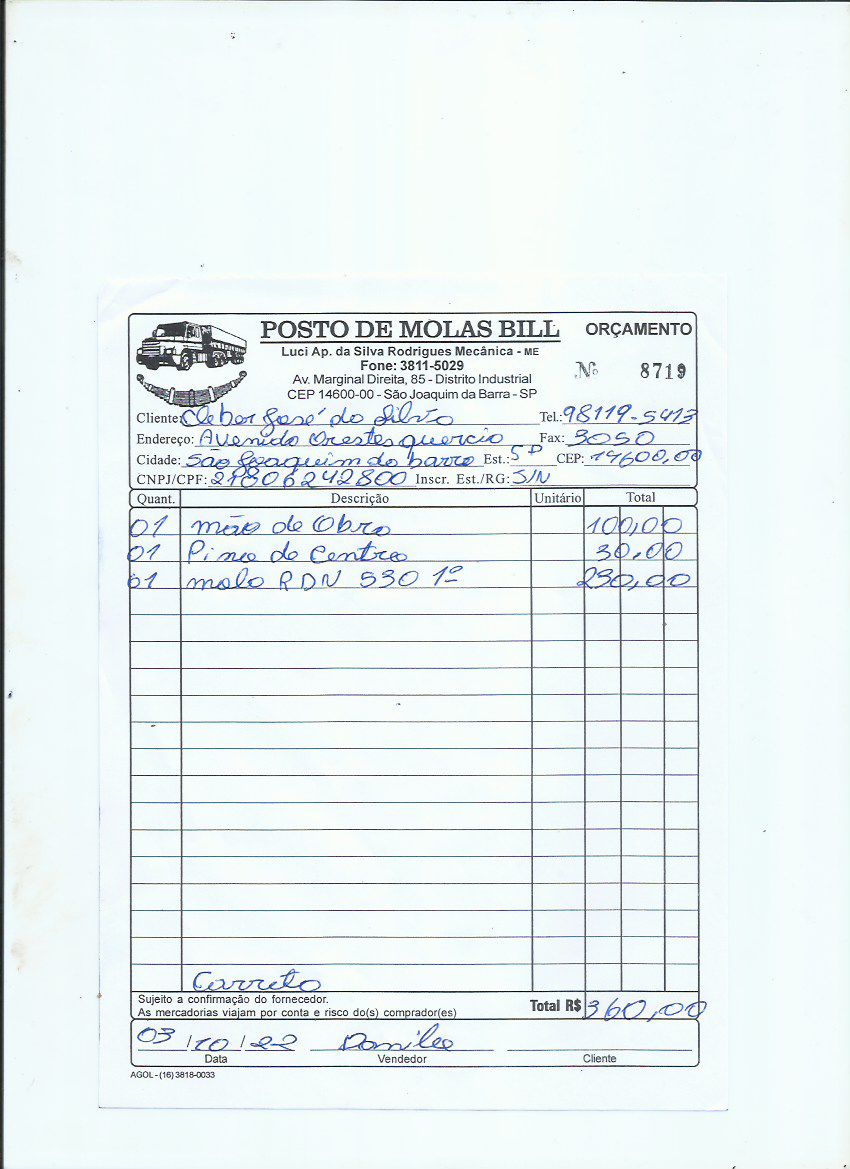 POSTO DE MOLAS BILL
ORÇAMENTO
Luci Ap. da Silva Rodrigues Mecânica - ME
Fone: 3811-5029
Av. Marginal Direita, 85 - Distrito Industrial
CEP 14600-00 - São Joaquim da Barra - SP
Nº 8719
Cliente: Cleber José da Silva Tel.: 98119-5413
Endereço: Avenida Orestes quercia Fax: 3050
Cidade: São Joaquim da barra Est.: SP CEP: 14600,00
CNPJ/CPF: 21806242800 Inscr. Est./RG: S/N
Quant. Descrição Unitário Total
01 mão de Obra 100,00
01 Pino de Centro 30,00
01 mola RDN 530 1º 230,00
Carreto
Sujeito a confirmação do fornecedor.
As mercadorias viajam por conta e risco do(s) comprador(es)
Total R$ 360,00
03/10/22 Danilo
Data Vendedor Cliente
AGOL - (16) 3818-0033